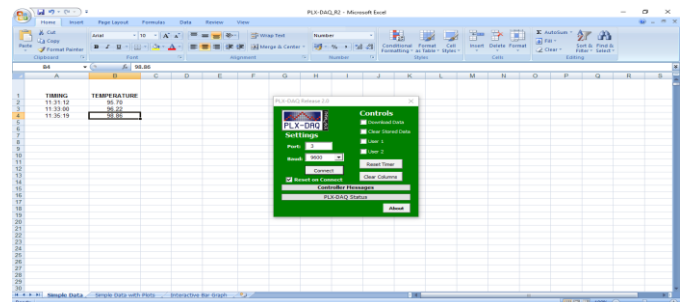 PLX-DAQ_R2 - Microsoft Excel
Home Insert Page Layout Formulas Data Review View
Cut
Copy
Paste
Format Painter
Clipboard
Arial 10
Font
Wrap Text
Merge & Center
Alignment
Number
Number
Conditional Formatting
Format as Table
Cell Styles
Styles
Insert Delete Format
Cells
AutoSum
Fill
Clear
Sort & Filter
Find & Select
Editing
B4 98.86
A B C D E F G H I J K L M N O P Q R S
TIMING TEMPERATURE
11:31:12 95.70
11:33:00 96.22
11:35:19 98.86
PLX-DAQ Release 2.0
PLX-DAQ
Controls
Download Data
Clear Stored Data
User 1
User 2
Settings
Port: 3
Baud: 9600
Reset Timer
Connect
Clear Columns
Reset on Connect
Controller Messages
PLX-DAQ Status
About
Simple Data Simple Data with Plots Interactive Bar Graph